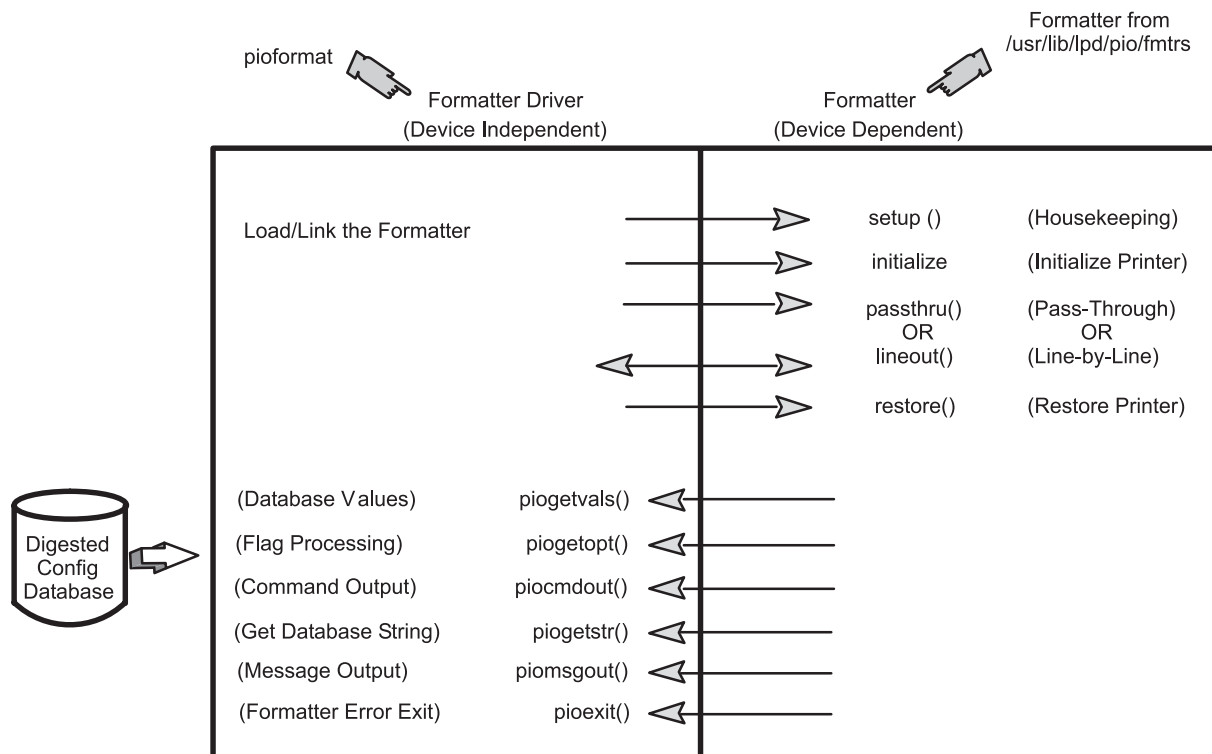 pioformat
Formatter from
/usr/lib/lpd/pio/fmtrs
Formatter Driver
(Device Independent)
Formatter
(Device Dependent)
Load/Link the Formatter
setup () (Housekeeping)
initialize (Initialize Printer)
passthru() (Pass-Through)
OR OR
lineout() (Line-by-Line)
restore() (Restore Printer)
Digested
Config
Database
(Database Values) piogetvals()
(Flag Processing) piogetopt()
(Command Output) piocmdout()
(Get Database String) piogetstr()
(Message Output) piomsgout()
(Formatter Error Exit) pioexit()